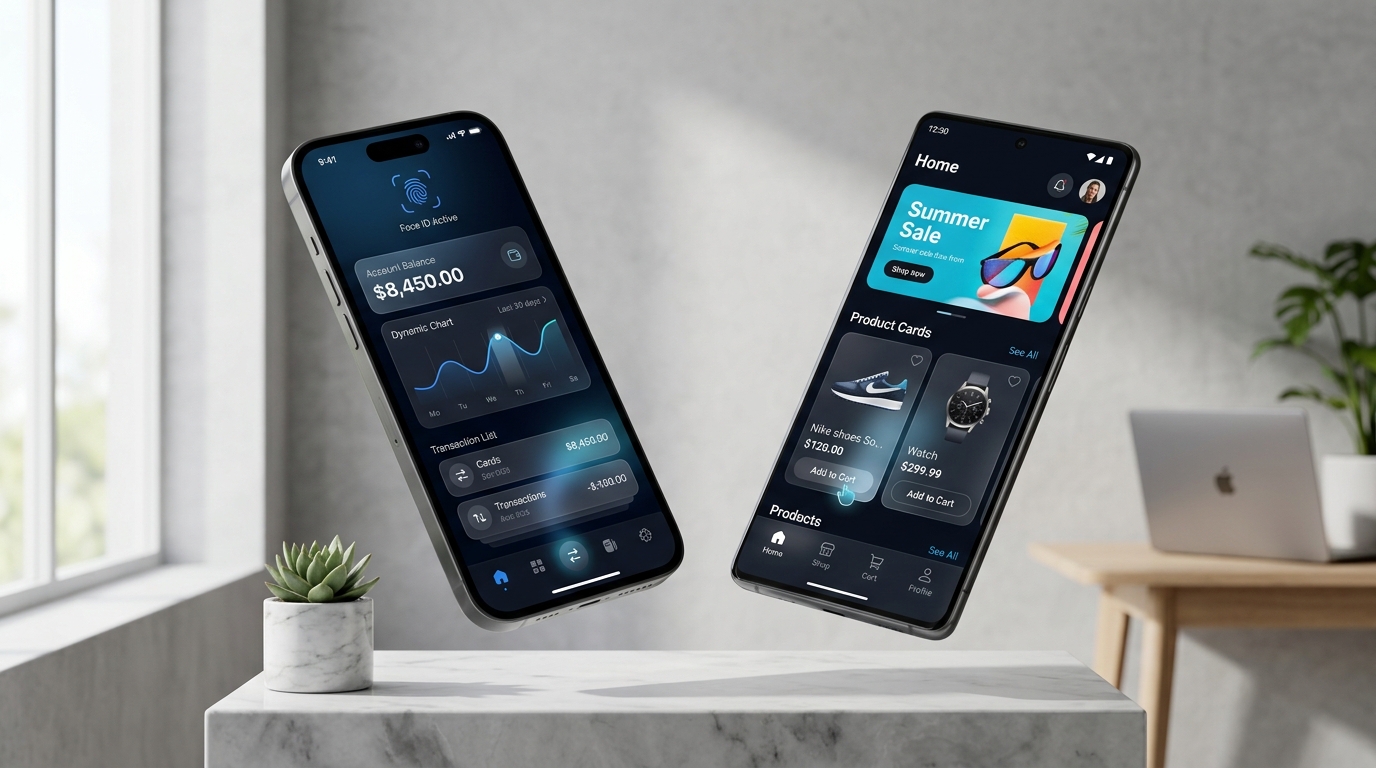 9:41
Face ID Active
Account Balance
$8,450.00
Dynamic Chart
Last 30 days
Mo Tu We Th Fri Sa
Transaction List
Cards
$8,450.00
Transactions
12:30
Home
Summer
Sale
Shop now
Product Cards
See All
Nike shoes So...
$128.00
Add to Cart
Watch
$299.99
Add to Cart
Products
See All
Home
Shop
Cart
Profile